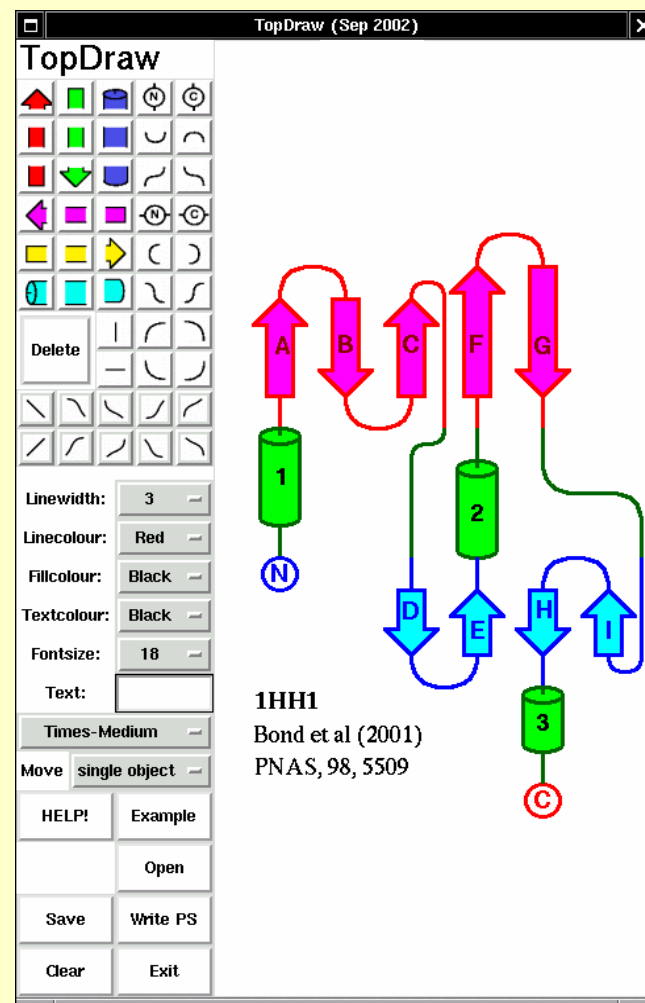 TopDraw (Sep 2002)
TopDraw
N C
N C
Delete
Linewidth: 3
Linecolour: Red
Fillcolour: Black
Textcolour: Black
Fontsize: 18
Text:
Times-Medium
Move single object
HELP! Example
Open
Save Write PS
Clear Exit
A B C F G
1 2
N
D E H I
3
C
1HH1
Bond et al (2001)
PNAS, 98, 5509